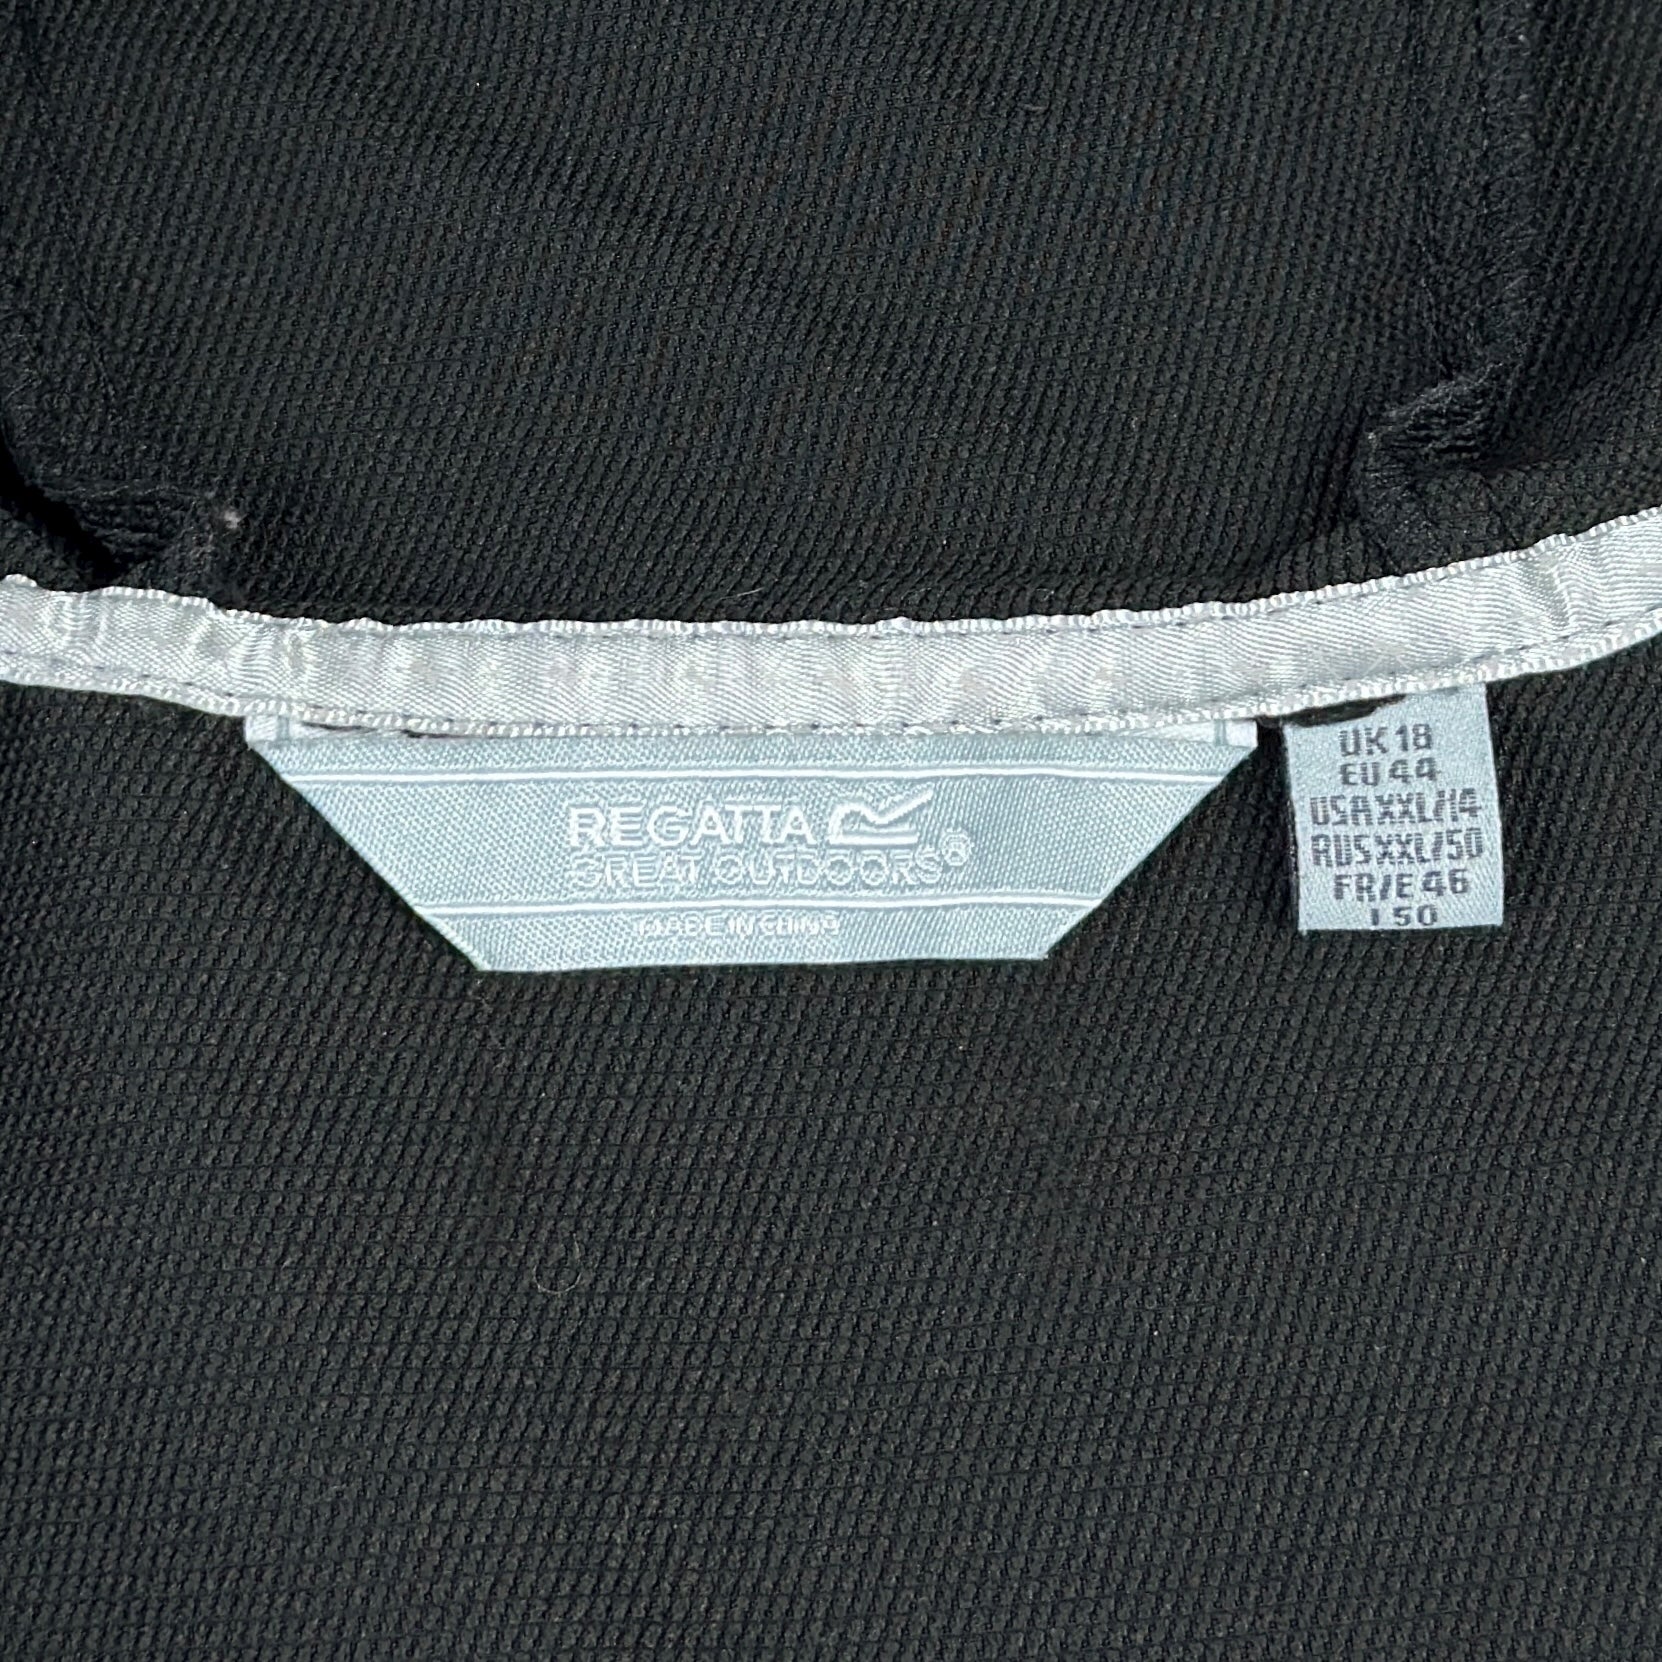 REGATTA
GREAT OUTDOORS®
MADE IN CHINA
UK 18
EU 44
USA XXL/14
RUS XXL/50
FR/E 46
I 50